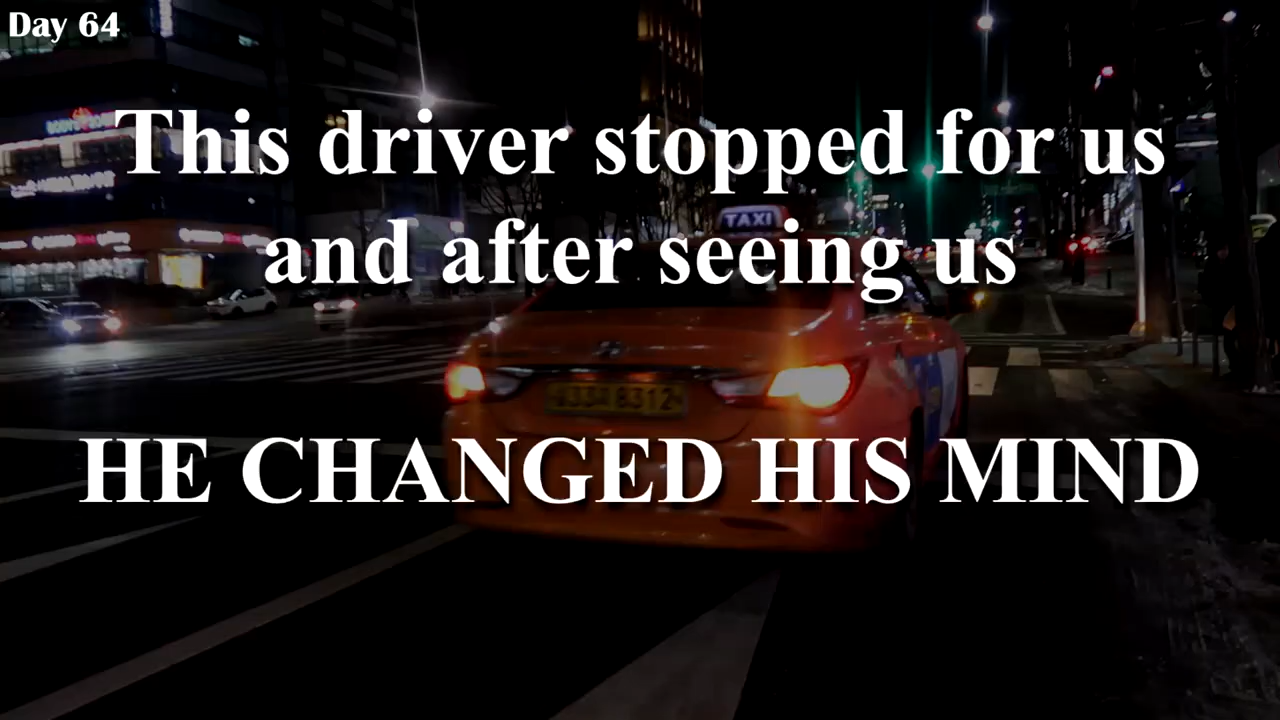 Day 64
This driver stopped for us
TAXI
and after seeing us
HE CHANGED HIS MIND